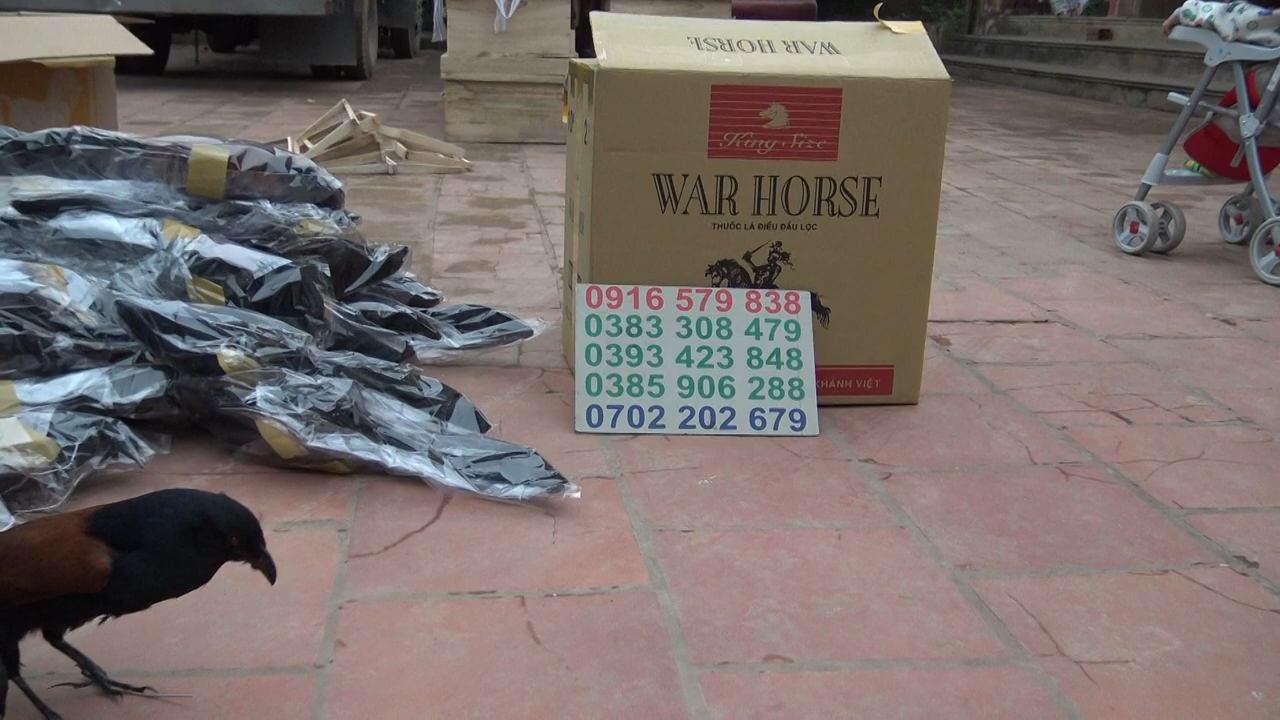 WAR HORSE
King Size
WAR HORSE
THUỐC LÁ ĐIẾU ĐẦU LỌC
0916 579 838
0383 308 479
0393 423 848
0385 906 288
0702 202 679
KHÁNH VIỆT